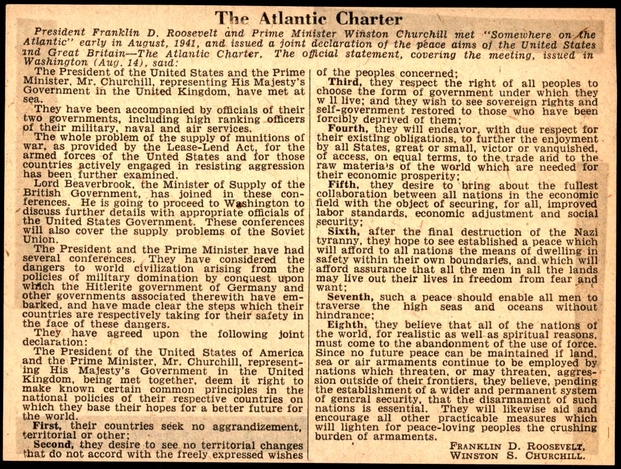 The Atlantic Charter
President Franklin D. Roosevelt and Prime Minister Winston Churchill met "Somewhere on the
Atlantic" early in August, 1941, and issued a joint declaration of the peace aims of the United States
and Great Britain—The Atlantic Charter. The official statement, covering the meeting, issued in
Washington (Aug. 14), said:
The President of the United States and the Prime
Minister, Mr. Churchill, representing His Majesty's
Government in the United Kingdom, have met at
sea.
They have been accompanied by officials of their
two governments, including high ranking officers
of their military, naval and air services.
The whole problem of the supply of munitions of
war, as provided by the Lease-Lend Act, for the
armed forces of the Unted States and for those
countries actively engaged in resisting aggression
has been further examined.
Lord Beaverbrook, the Minister of Supply of the
British Government, has joined in these con-
ferences. He is going to proceed to Washington to
discuss further details with appropriate officials of
the United States Government. These conferences
will also cover the supply problems of the Soviet
Union.
The President and the Prime Minister have had
several conferences. They have considered the
dangers to world civilization arising from the
policies of military domination by conquest upon
which the Hitlerite government of Germany and
other governments associated therewith have em-
barked, and have made clear the steps which their
countries are respectively taking for their safety in
the face of these dangers.
They have agreed upon the following joint
declaration:
The President of the United States of America
and the Prime Minister, Mr. Churchill, represent-
ing His Majesty's Government in the United
Kingdom, being met together, deem it right to
make known certain common principles in the
national policies of their respective countries on
which they base their hopes for a better future for
the world.
First, their countries seek no aggrandizement,
territorial or other;
Second, they desire to see no territorial changes
that do not accord with the freely expressed wishes
of the peoples concerned;
Third, they respect the right of all peoples to
choose the form of government under which they
w ll live; and they wish to see sovereign rights and
self-government restored to those who have been
forcibly deprived of them;
Fourth, they will endeavor, with due respect for
their existing obligations, to further the enjoyment
by all States, great or small, victor or vanquished,
of access, on equal terms, to the trade and to the
raw materials of the world which are needed for
their economic prosperity;
Fifth, they desire to bring about the fullest
collaboration between all nations in the economic
field with the object of securing, for all, improved
labor standards, economic adjustment and social
security;
Sixth, after the final destruction of the Nazi
tyranny, they hope to see established a peace which
will afford to all nations the means of dwelling in
safety within their own boundaries, and which will
afford assurance that all the men in all the lands
may live out their lives in freedom from fear and
want;
Seventh, such a peace should enable all men to
traverse the high seas and oceans without
hindrance;
Eighth, they believe that all of the nations of
the world, for realistic as well as spiritual reasons,
must come to the abandonment of the use of force.
Since no future peace can be maintained if land,
sea or air armaments continue to be employed by
nations which threaten, or may threaten, aggres-
sion outside of their frontiers, they believe, pending
the establishment of a wider and permanent system
of general security, that the disarmament of such
nations is essential. They will likewise aid and
encourage all other practicable measures which
will lighten for peace-loving peoples the crushing
burden of armaments.
FRANKLIN D. ROOSEVELT,
WINSTON S. CHURCHILL.